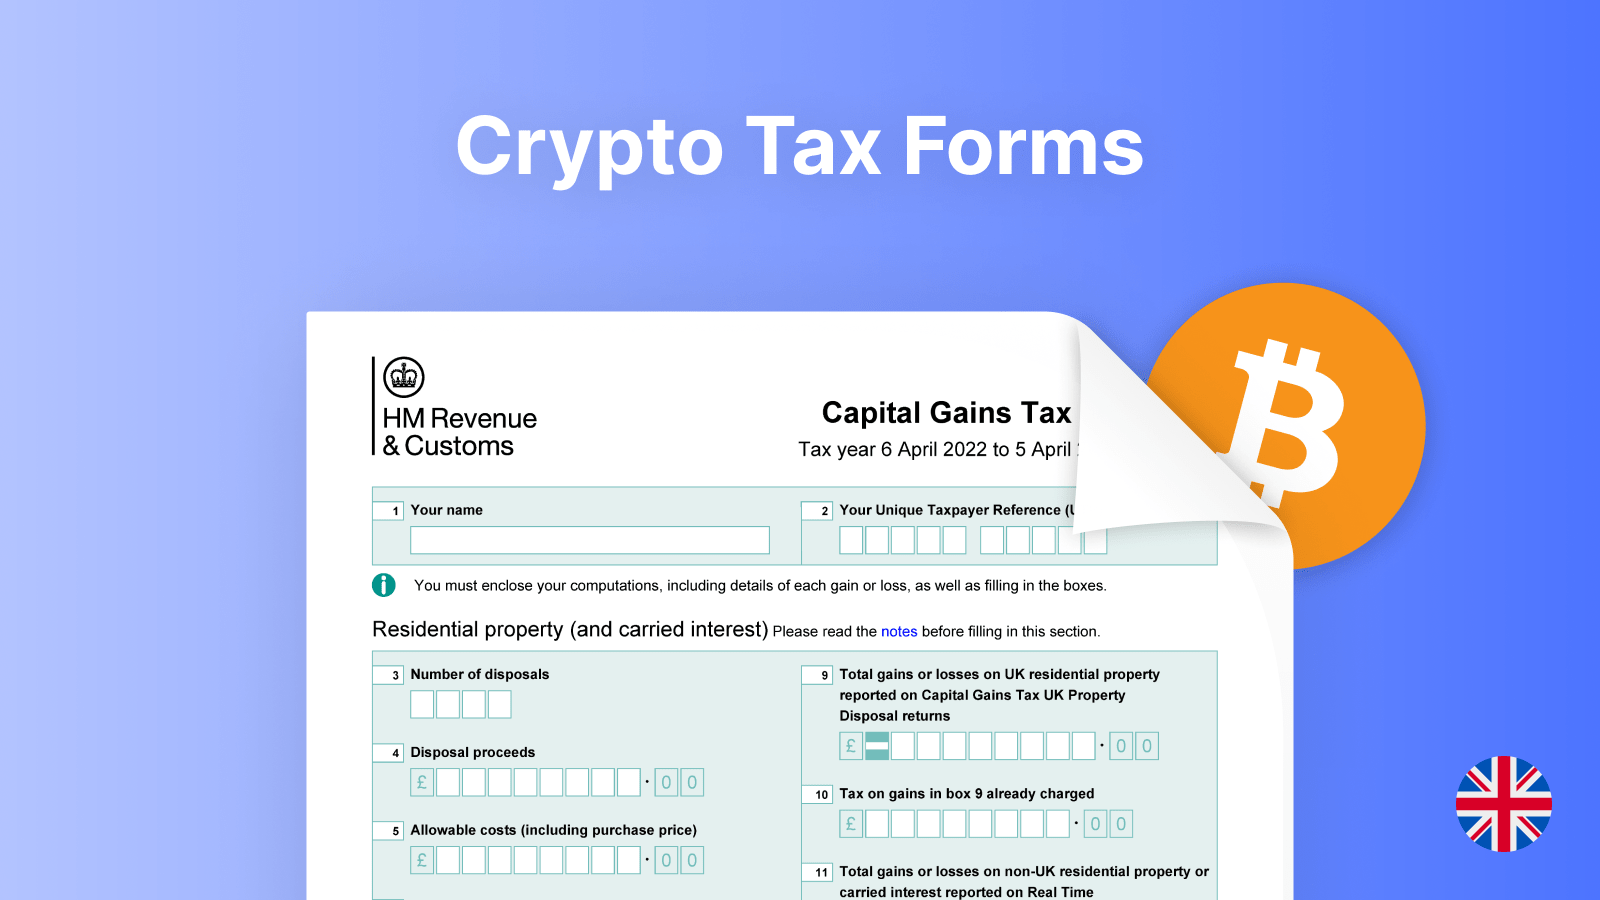 Crypto Tax Forms
HM Revenue
& Customs
Capital Gains Tax
Tax year 6 April 2022 to 5 April
1 Your name
2 Your Unique Taxpayer Reference
You must enclose your computations, including details of each gain or loss, as well as filling in the boxes.
Residential property (and carried interest) Please read the notes before filling in this section.
3 Number of disposals
4 Disposal proceeds
£ . 0 0
5 Allowable costs (including purchase price)
£ . 0 0
9 Total gains or losses on UK residential property
reported on Capital Gains Tax UK Property
Disposal returns
£ . 0 0
10 Tax on gains in box 9 already charged
£ . 0 0
11 Total gains or losses on non-UK residential property or
carried interest reported on Real Time